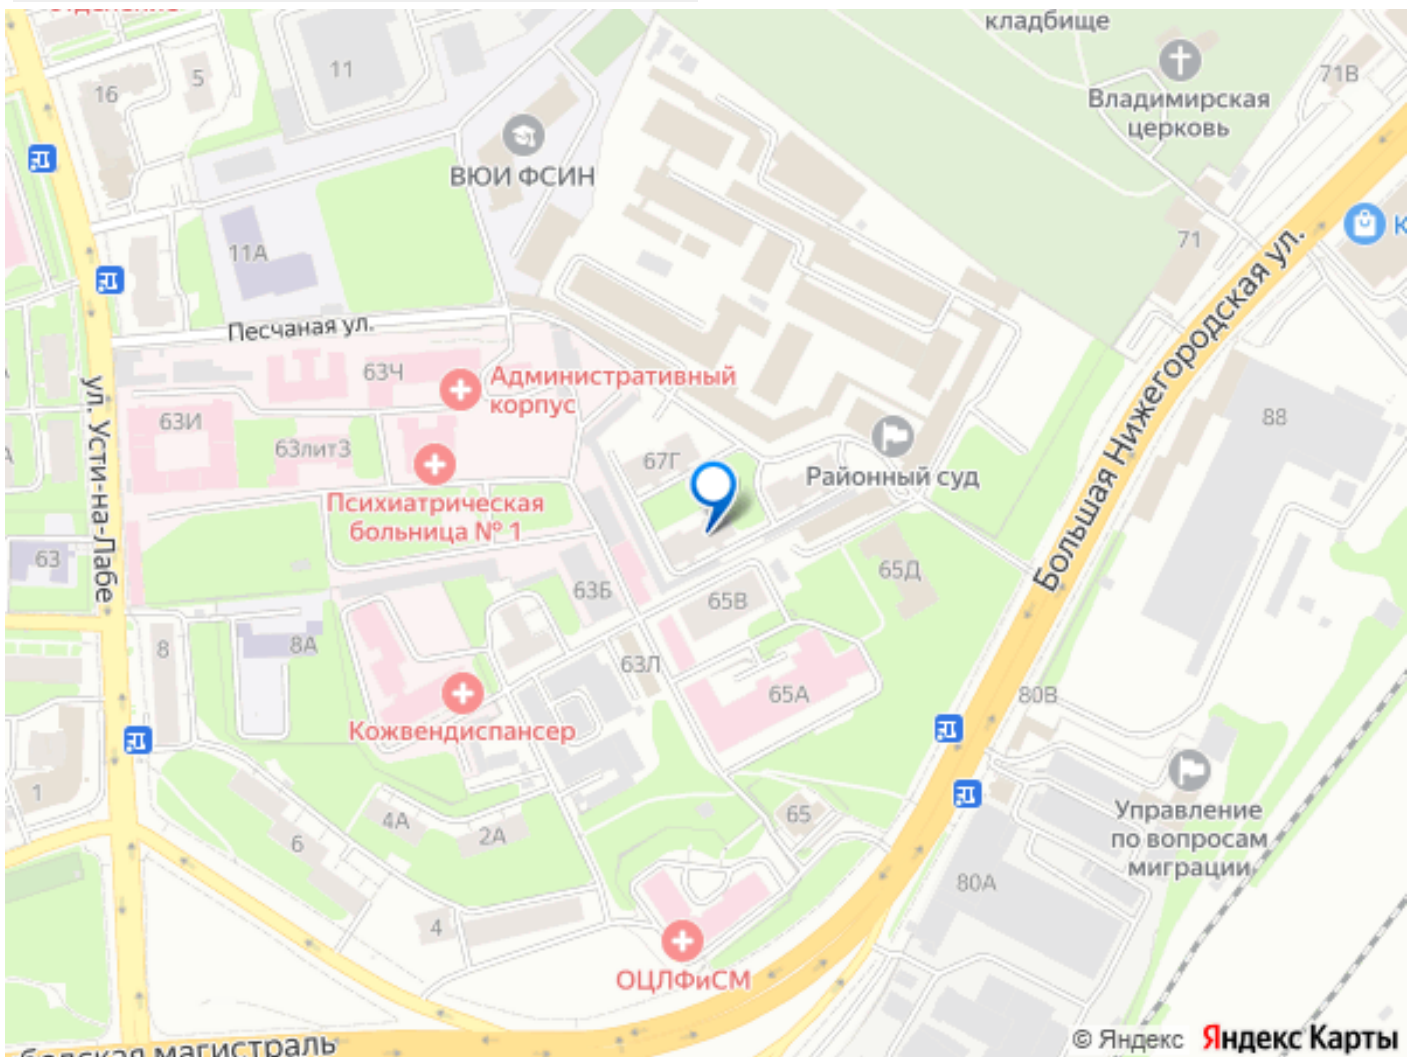 отделение
кладбище
16
5
11
71В
Владимирская
церковь
ВЮИ ФСИН
11А
71
К
Песчаная ул.
63Ч
Административный
корпус
63И
63лит3
67Г
88
Районный суд
Психиатрическая
больница № 1
ул. Усти-на-Лабе
Большая Нижегородская ул.
63
63Б
65В
65Д
8
8А
63Л
65А
80В
Кожвендиспансер
1
6
4А
2А
65
Управление
по вопросам
миграции
80А
4
ОЦЛФиСМ
бодская магистраль
© Яндекс Яндекс Карты